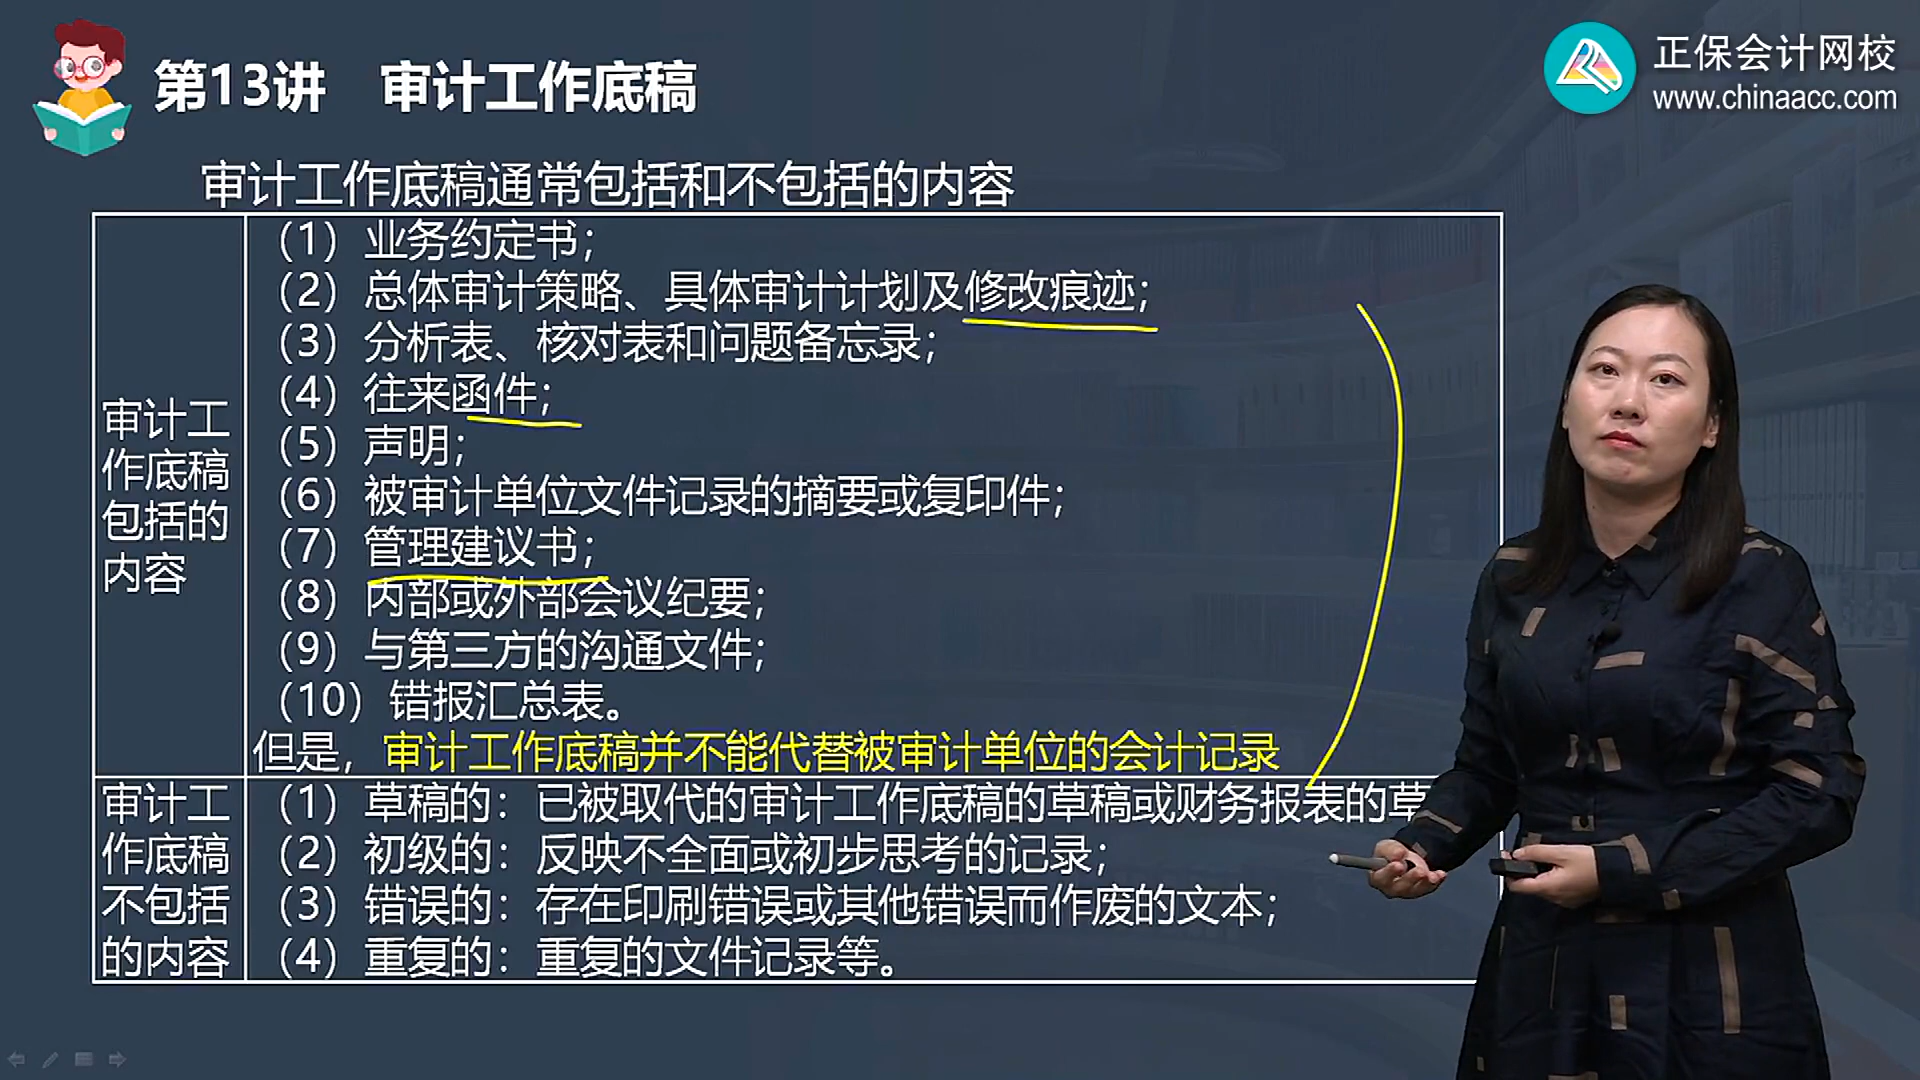 第13讲 审计工作底稿
正保会计网校
www.chinaacc.com
审计工作底稿通常包括和不包括的内容
审计工
作底稿
包括的
内容
（1）业务约定书；
（2）总体审计策略、具体审计计划及修改痕迹；
（3）分析表、核对表和问题备忘录；
（4）往来函件；
（5）声明；
（6）被审计单位文件记录的摘要或复印件；
（7）管理建议书；
（8）内部或外部会议纪要；
（9）与第三方的沟通文件；
（10）错报汇总表。
但是，审计工作底稿并不能代替被审计单位的会计记录
审计工
作底稿
不包括
的内容
（1）草稿的：已被取代的审计工作底稿的草稿或财务报表的草
（2）初级的：反映不全面或初步思考的记录；
（3）错误的：存在印刷错误或其他错误而作废的文本；
（4）重复的：重复的文件记录等。